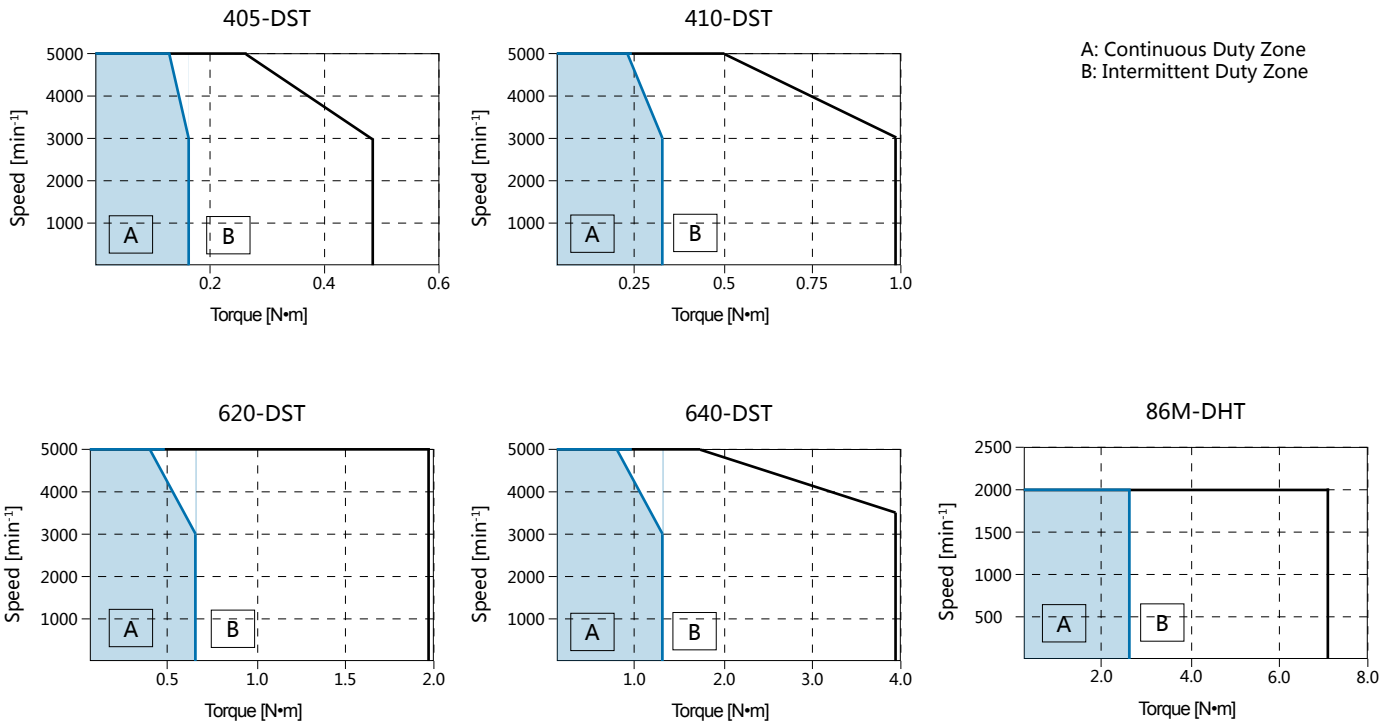 405-DST
5000
4000
3000
2000
1000
Speed [min-1]
A
B
0.2
0.4
0.6
Torque [N•m]
410-DST
5000
4000
3000
2000
1000
Speed [min-1]
A
B
0.25
0.5
0.75
1.0
Torque [N•m]
A: Continuous Duty Zone
B: Intermittent Duty Zone
620-DST
5000
4000
3000
2000
1000
Speed [min-1]
A
B
0.5
1.0
1.5
2.0
Torque [N•m]
640-DST
5000
4000
3000
2000
1000
Speed [min-1]
A
B
1.0
2.0
3.0
4.0
Torque [N•m]
86M-DHT
2500
2000
1500
1000
500
Speed [min-1]
A
B
2.0
4.0
6.0
8.0
Torque [N•m]